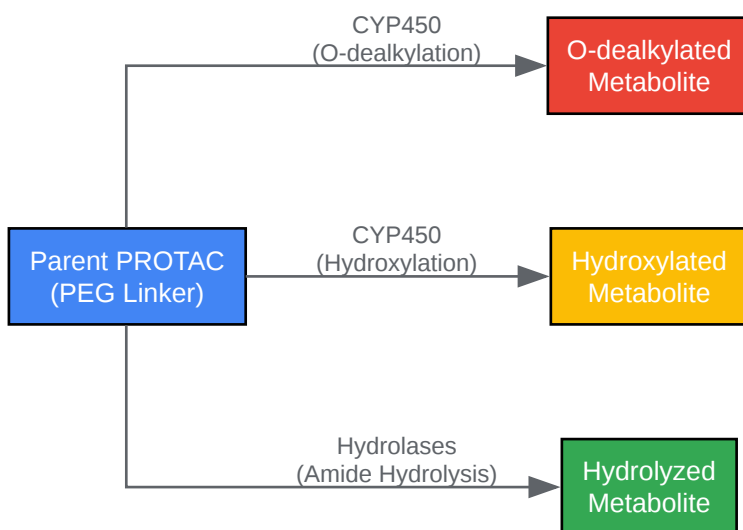 CYP450
(O-dealkylation)
O-dealkylated
Metabolite
Parent PROTAC
(PEG Linker)
CYP450
(Hydroxylation)
Hydroxylated
Metabolite
Hydrolases
(Amide Hydrolysis)
Hydrolyzed
Metabolite